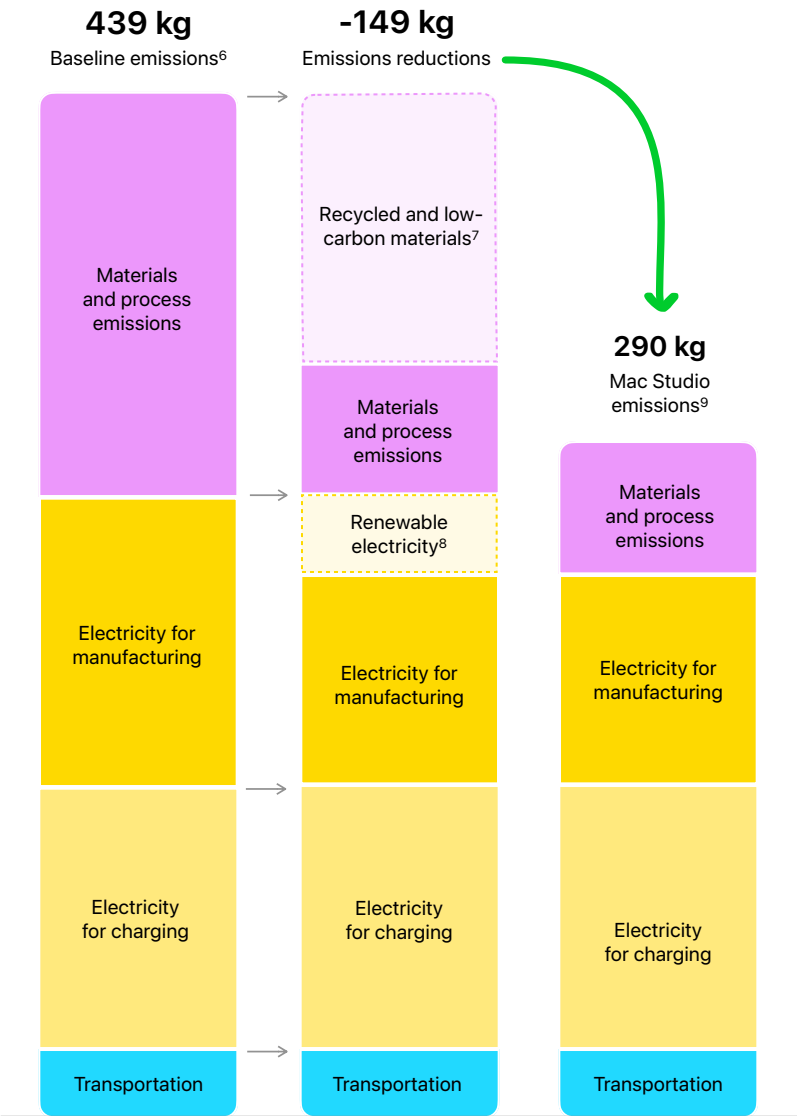 439 kg
Baseline emissions⁶
-149 kg
Emissions reductions
290 kg
Mac Studio
emissions⁹
Materials
and process
emissions
Electricity for
manufacturing
Electricity
for charging
Transportation
Recycled and low-
carbon materials⁷
Materials
and process
emissions
Renewable
electricity⁸
Electricity for
manufacturing
Electricity
for charging
Transportation
Materials
and process
emissions
Electricity for
manufacturing
Electricity
for charging
Transportation